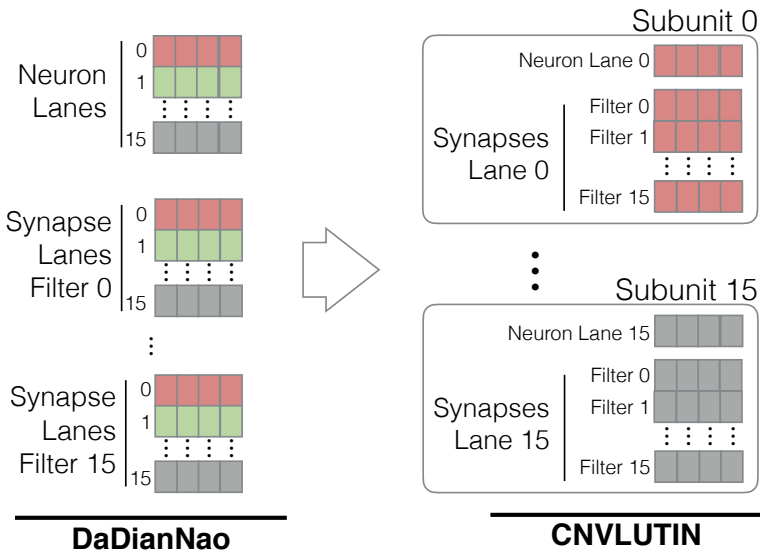 Neuron
Lanes
0
1
15
Synapse
Lanes
Filter 0
0
1
15
Synapse
Lanes
Filter 15
0
1
15
DaDianNao
Subunit 0
Neuron Lane 0
Synapses
Lane 0
Filter 0
Filter 1
Filter 15
Subunit 15
Neuron Lane 15
Synapses
Lane 15
Filter 0
Filter 1
Filter 15
CNVLUTIN